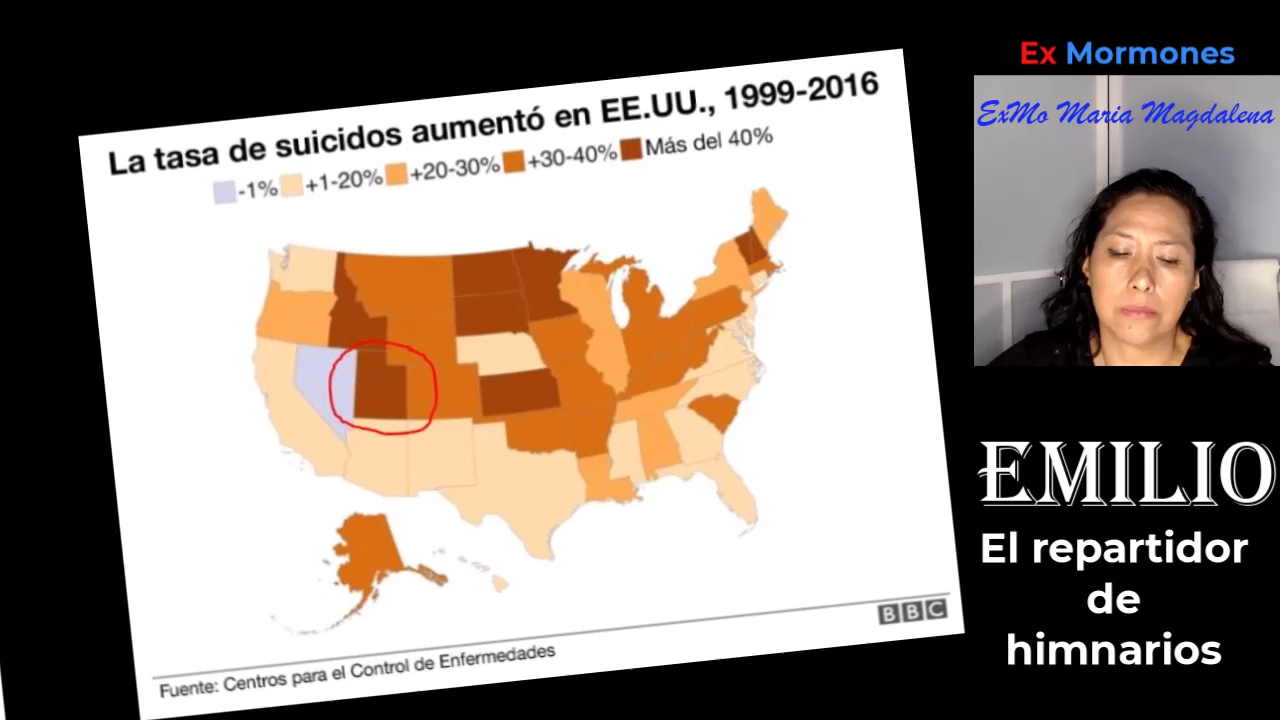 La tasa de suicidos aumentó en EE.UU., 1999-2016
-1% +1-20% +20-30% +30-40% Más del 40%
Fuente: Centros para el Control de Enfermedades
BBC
Ex Mormones
ExMo Maria Magdalena
EMILIO
El repartidor
de
himnarios